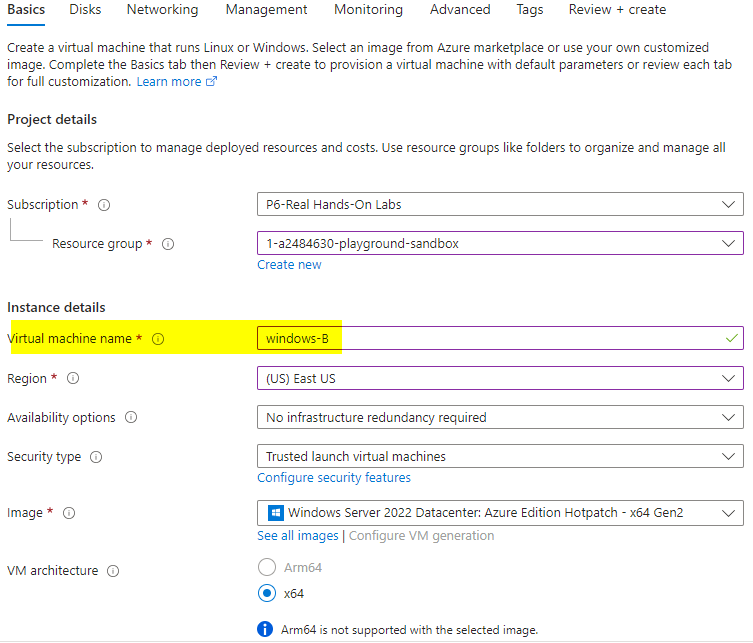 Basics Disks Networking Management Monitoring Advanced Tags Review + create
Create a virtual machine that runs Linux or Windows. Select an image from Azure marketplace or use your own customized
image. Complete the Basics tab then Review + create to provision a virtual machine with default parameters or review each tab
for full customization. Learn more
Project details
Select the subscription to manage deployed resources and costs. Use resource groups like folders to organize and manage all
your resources.
Subscription * P6-Real Hands-On Labs
Resource group * 1-a2484630-playground-sandbox
Create new
Instance details
Virtual machine name * windows-B
Region * (US) East US
Availability options No infrastructure redundancy required
Security type Trusted launch virtual machines
Configure security features
Image * Windows Server 2022 Datacenter: Azure Edition Hotpatch - x64 Gen2
See all images | Configure VM generation
VM architecture Arm64
x64
Arm64 is not supported with the selected image.